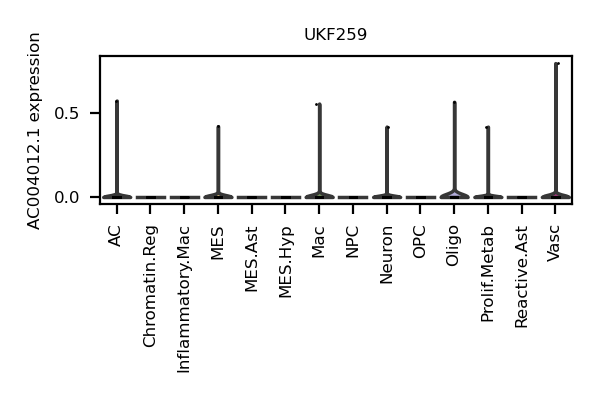 UKF259
AC004012.1 expression
0.5
0.0
AC
Chromatin.Reg
Inflammatory.Mac
MES
MES.Ast
MES.Hyp
Mac
NPC
Neuron
OPC
Oligo
Prolif.Metab
Reactive.Ast
Vasc